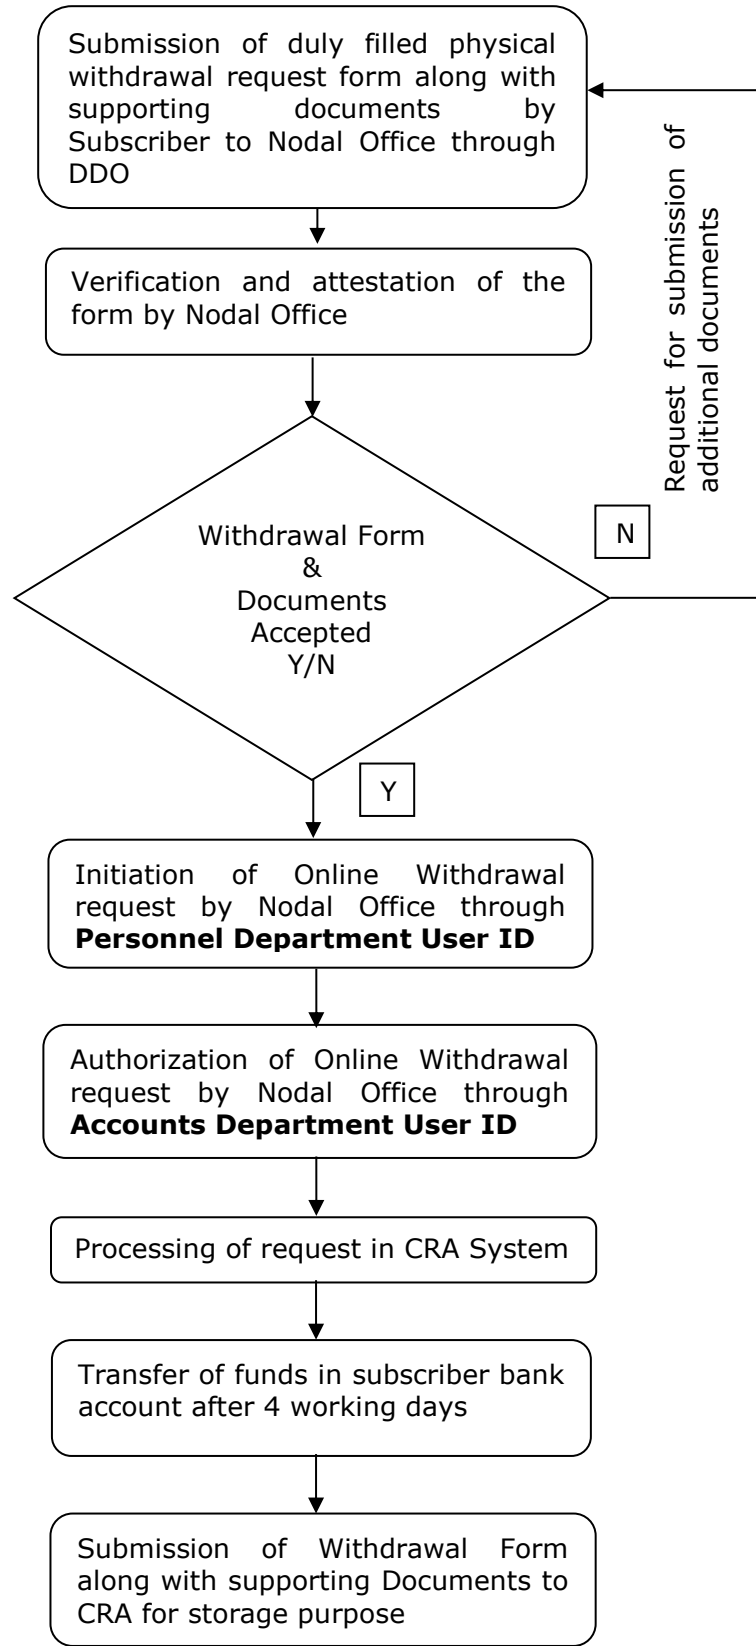 Submission of duly filled physical
withdrawal request form along with
supporting documents by
Subscriber to Nodal Office through
DDO
Request for submission of
additional documents
Verification and attestation of the
form by Nodal Office
Withdrawal Form
&
Documents
Accepted
Y/N
N
Y
Initiation of Online Withdrawal
request by Nodal Office through
Personnel Department User ID
Authorization of Online Withdrawal
request by Nodal Office through
Accounts Department User ID
Processing of request in CRA System
Transfer of funds in subscriber bank
account after 4 working days
Submission of Withdrawal Form
along with supporting Documents to
CRA for storage purpose